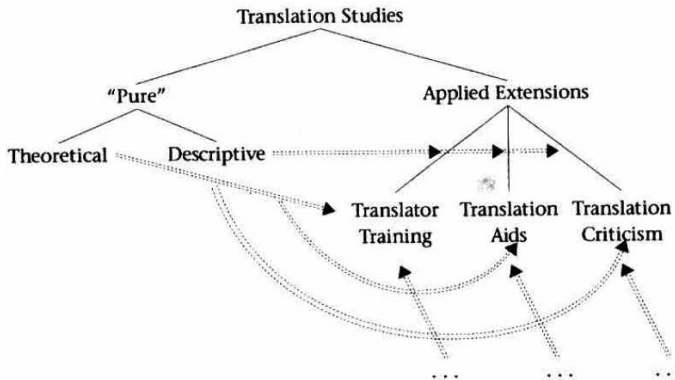 Translation Studies
"Pure"
Applied Extensions
Theoretical
Descriptive
Translator
Training
Translation
Aids
Translation
Criticism
...
...
..